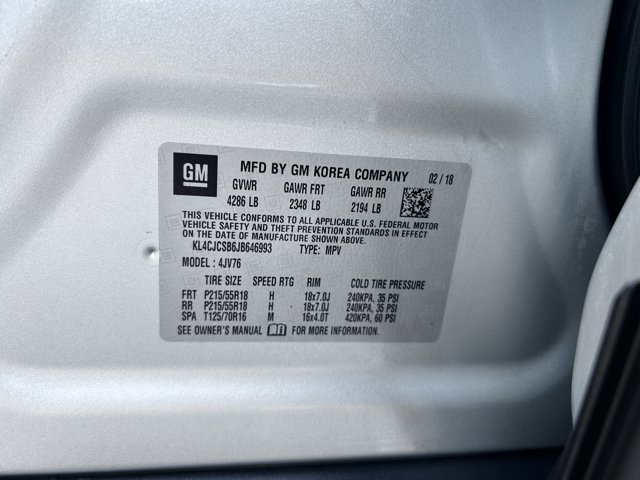 GM
MFD BY GM KOREA COMPANY 02 / 18
GVWR GAWR FRT GAWR RR
4286 LB 2348 LB 2194 LB
THIS VEHICLE CONFORMS TO ALL APPLICABLE U.S. FEDERAL MOTOR
VEHICLE SAFETY AND THEFT PREVENTION STANDARDS IN EFFECT ON
THE DATE OF MANUFACTURE SHOWN ABOVE.
KL4CJCSB6JB646993 TYPE: MPV
MODEL : 4JV76
TIRE SIZE SPEED RTG RIM COLD TIRE PRESSURE
FRT P215/55R18 H 18x7.0J 240KPA, 35 PSI
RR P215/55R18 H 18x7.0J 240KPA, 35 PSI
SPA T125/70R16 M 16x4.0T 420KPA, 60 PSI
SEE OWNER'S MANUAL FOR MORE INFORMATION.